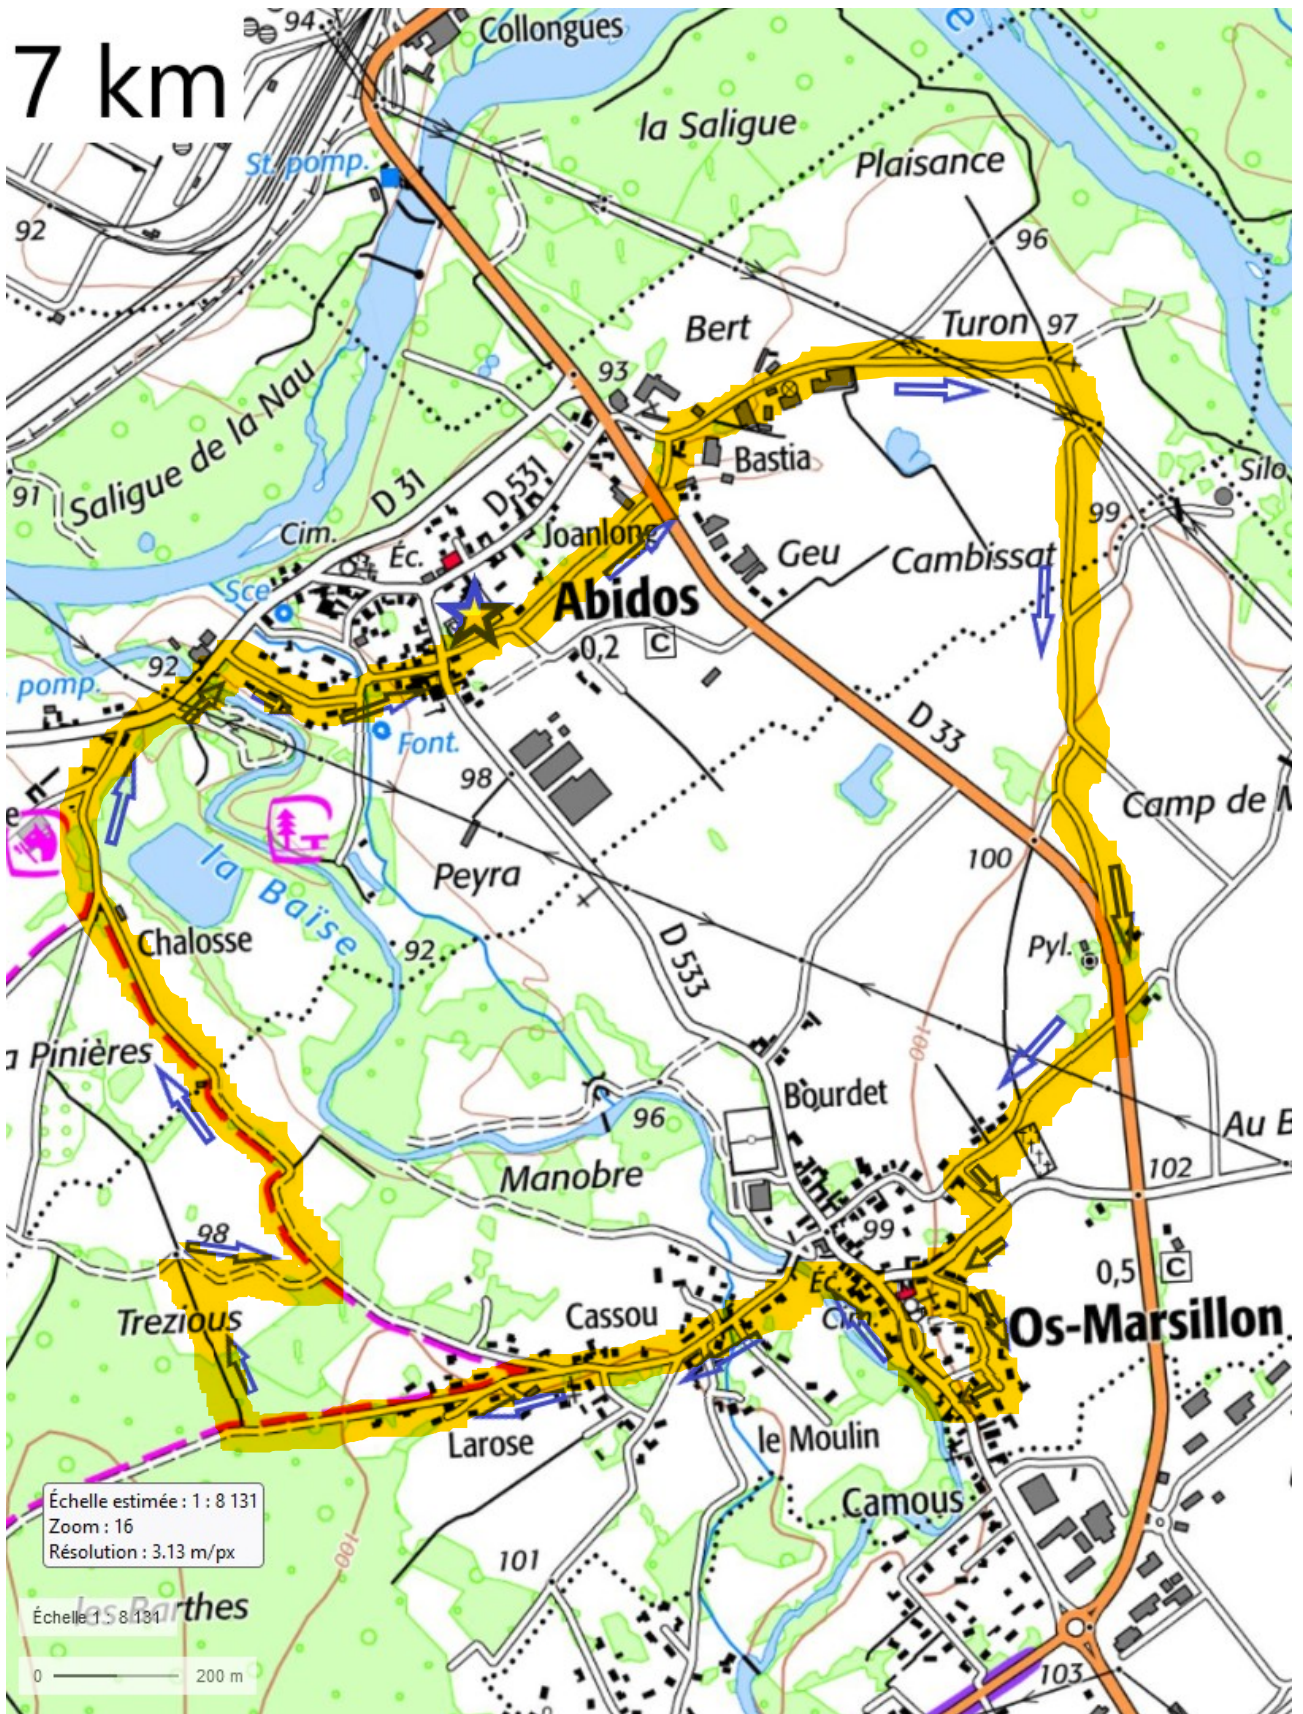 94
Collongues
e
7 km
la Saligue
St. pomp.
Plaisance
92
96
Bert
Turon 97
93
Saligue de la Nau
D 31
Bastia
91
D 531
Silo
99
Cim.
Éc.
Joanlong
Geu
Cambissat
Sce
Abidos
0,2 C
92
pomp.
Font.
D 33
98
Camp de M
e
la Baïse
Peyra
100
Chalosse
92
D 533
Pyl.
a Pinières
100
Bourdet
96
Au B
Manobre
102
99
98
Éc.
0,5 C
Trezious
Cassou
Cim.
Os-Marsillon
Larose
le Moulin
Camous
Échelle estimée : 1 : 8 131
Zoom : 16
Résolution : 3.13 m/px
100
101
les Barthes
Échelle 1 : 8 131
0 200 m
103